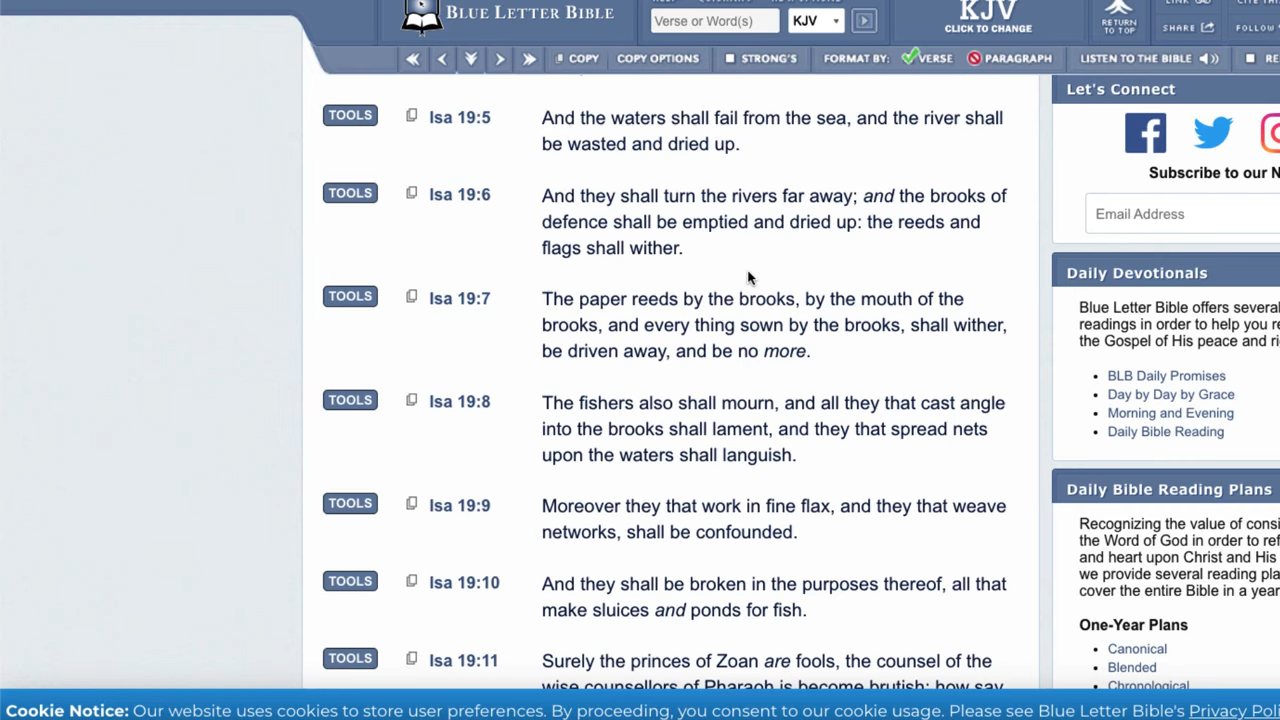 BLUE LETTER BIBLE
Verse or Word(s)
KJV
KJV
CLICK TO CHANGE
RETURN
TO TOP
SHARE
FOLLOW
COPY
COPY OPTIONS
STRONG'S
FORMAT BY:
VERSE
PARAGRAPH
LISTEN TO THE BIBLE
RE
TOOLS
Isa 19:5
And the waters shall fail from the sea, and the river shall
be wasted and dried up.
TOOLS
Isa 19:6
And they shall turn the rivers far away; and the brooks of
defence shall be emptied and dried up: the reeds and
flags shall wither.
TOOLS
Isa 19:7
The paper reeds by the brooks, by the mouth of the
brooks, and every thing sown by the brooks, shall wither,
be driven away, and be no more.
TOOLS
Isa 19:8
The fishers also shall mourn, and all they that cast angle
into the brooks shall lament, and they that spread nets
upon the waters shall languish.
TOOLS
Isa 19:9
Moreover they that work in fine flax, and they that weave
networks, shall be confounded.
TOOLS
Isa 19:10
And they shall be broken in the purposes thereof, all that
make sluices and ponds for fish.
TOOLS
Isa 19:11
Surely the princes of Zoan are fools, the counsel of the
wise counsellors of Pharaoh is become brutish: how say
Let's Connect
Subscribe to our N
Email Address
Daily Devotionals
Blue Letter Bible offers several
readings in order to help you re
the Gospel of His peace and
BLB Daily Promises
Day by Day by Grace
Morning and Evening
Daily Bible Reading
Daily Bible Reading Plans
Recognizing the value of consi
the Word of God in order to ref
and heart upon Christ and His
we provide several reading pla
cover the entire Bible in a year
One-Year Plans
Canonical
Blended
Chronological
Cookie Notice: Our website uses cookies to store user preferences. By proceeding, you consent to our cookie usage. Please see Blue Letter Bible's Privacy Pol